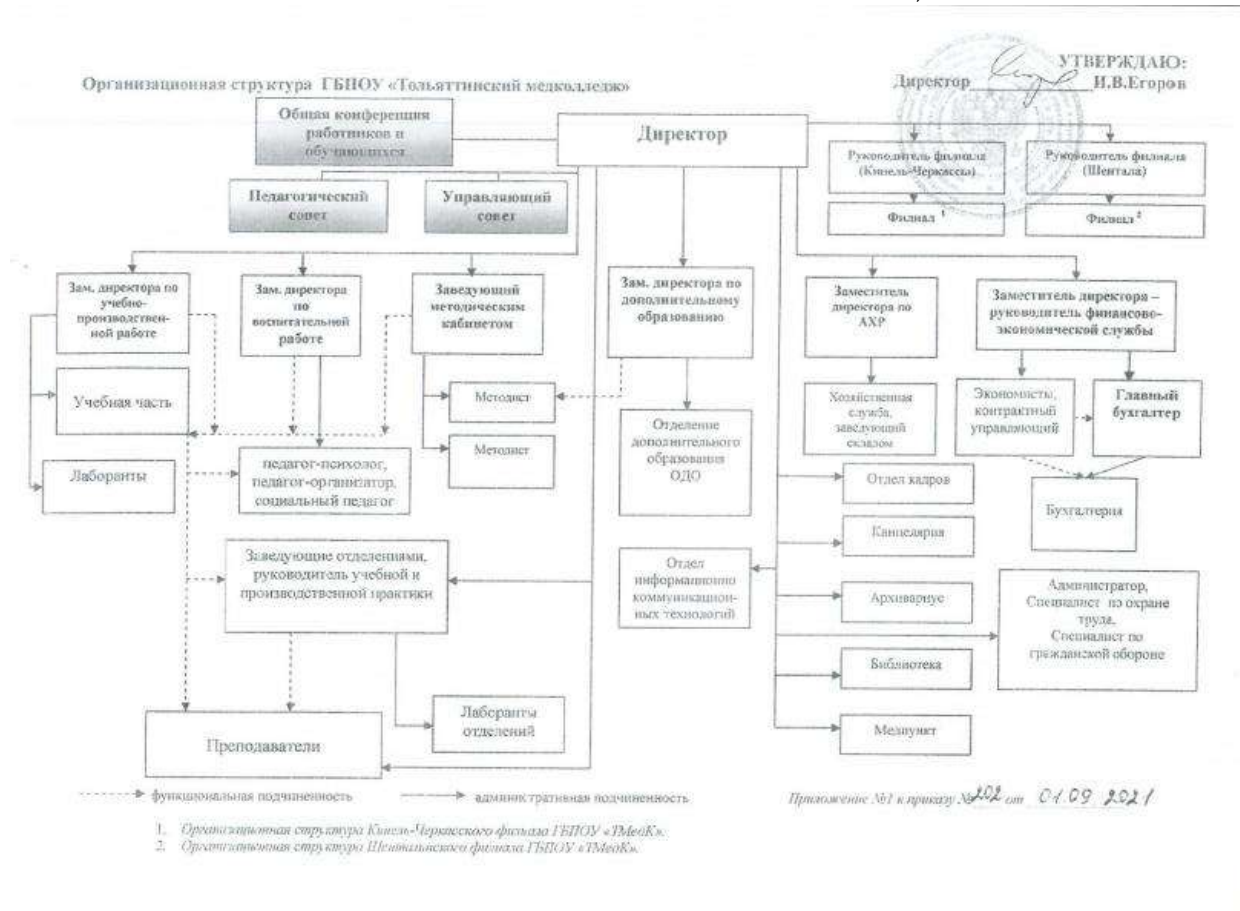 УТВЕРЖДАЮ:
Директор И.В.Егоров
Организационная структура ГБПОУ «Тольяттинский медколледж»
Общая конференция
работников и
обучающихся
Директор
Руководитель филиала
(Кинель-Черкассы)
Руководитель филиала
(Шентала)
Педагогический
совет
Управляющий
совет
Филиал 1
Филиал 2
Зам. директора по
учебно-
производствен-
ной работе
Зам. директора
по
воспитательной
работе
Заведующий
методическим
кабинетом
Зам. директора по
дополнительному
образованию
Заместитель
директора по
АХР
Заместитель директора –
руководитель финансово-
экономической службы
Учебная часть
Методист
Хозяйственная
служба,
заведующий
складом
Экономисты,
контрактный
управляющий
Главный
бухгалтер
Лаборанты
педагог-психолог,
педагог-организатор,
социальный педагог
Методист
Отделение
дополнительного
образования
ОДО
Отдел кадров
Бухгалтерия
Заведующие отделениями,
руководитель учебной и
производственной практики
Отдел
информационно
коммуникацион-
ных технологий
Канцелярия
Архивариус
Администратор,
Специалист по охране
труда,
Специалист по
гражданской обороне
Библиотека
Лаборанты
отделений
Преподаватели
Медпункт
функциональная подчиненность
административная подчиненность
Приложение №1 к приказу №202 от 01.09 2021
1. Организационная структура Кинель-Черкасского филиала ГБПОУ «ТМедК».
2. Организационная структура Шенталинского филиала ГБПОУ «ТМедК».